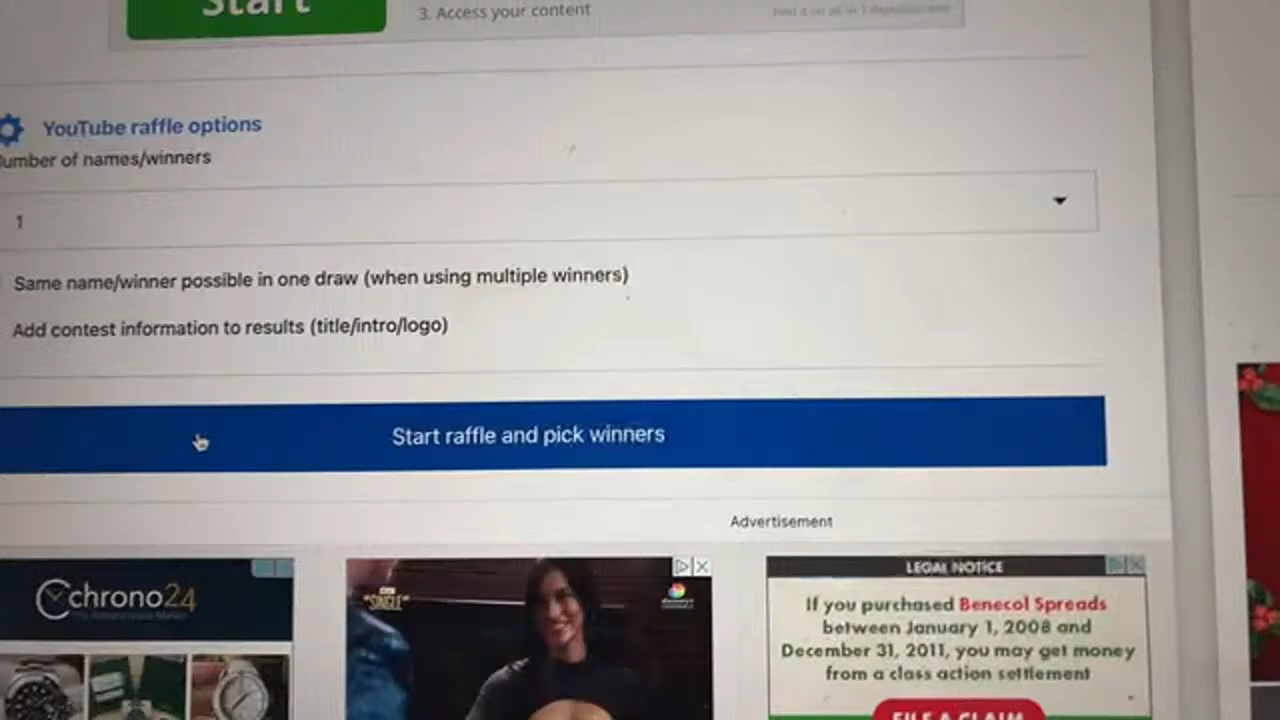 Start
3. Access your content
YouTube raffle options
umber of names/winners
1
Same name/winner possible in one draw (when using multiple winners)
Add contest information to results (title/intro/logo)
Start raffle and pick winners
Advertisement
chrono24
"SINGLE"
LEGAL NOTICE
If you purchased Benecol Spreads
between January 1, 2008 and
December 31, 2011, you may get money
from a class action settlement
FILE A CLAIM